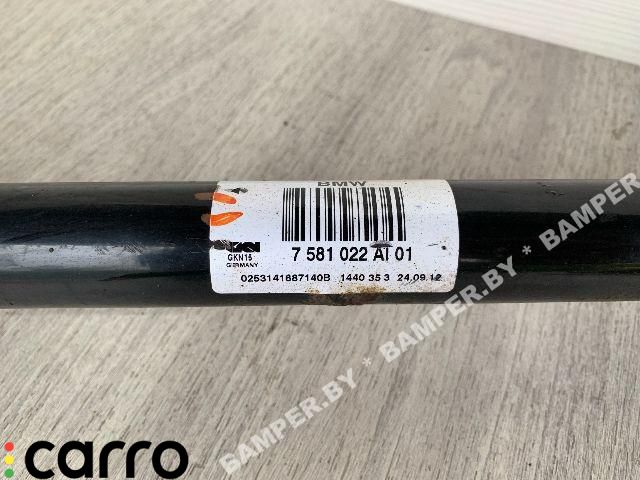 BMW
7 581 022 AI 01
GKN15
GERMANY
0253141687140B 1440 35 3 24.09.12
BAMPER.BY * BAMPER.BY * BAMPER.BY
carro